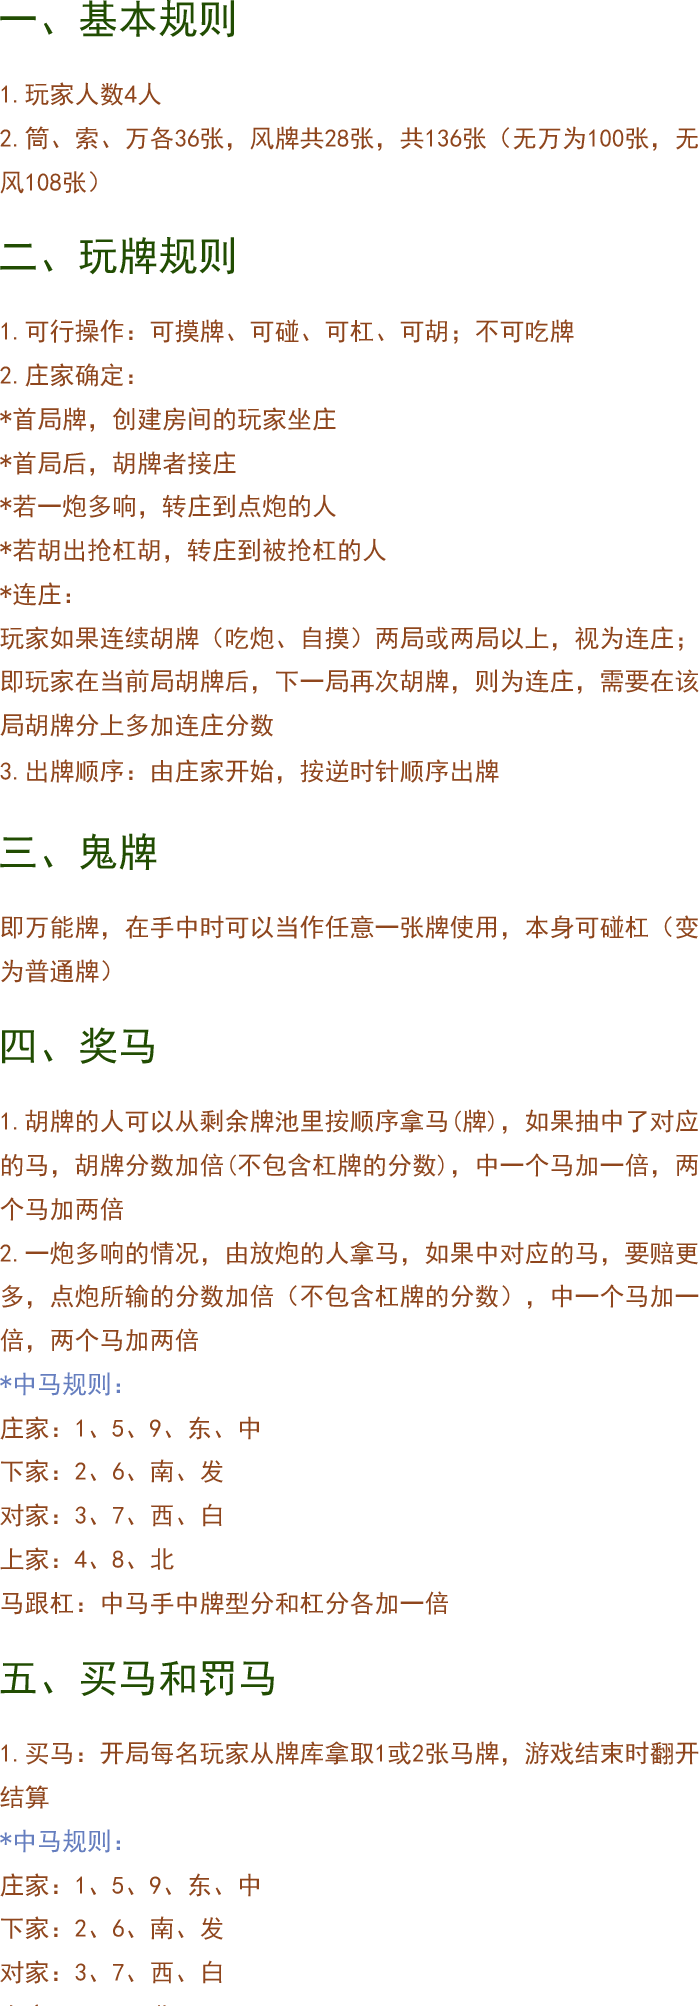 一、基本规则
1.玩家人数4人
2.筒、索、万各36张，风牌共28张，共136张（无万为100张，无
风108张）
二、玩牌规则
1.可行操作：可摸牌、可碰、可杠、可胡；不可吃牌
2.庄家确定：
*首局牌，创建房间的玩家坐庄
*首局后，胡牌者接庄
*若一炮多响，转庄到点炮的人
*若胡出抢杠胡，转庄到被抢杠的人
*连庄：
玩家如果连续胡牌（吃炮、自摸）两局或两局以上，视为连庄；
即玩家在当前局胡牌后，下一局再次胡牌，则为连庄，需要在该
局胡牌分上多加连庄分数
3.出牌顺序：由庄家开始，按逆时针顺序出牌
三、鬼牌
即万能牌，在手中时可以当作任意一张牌使用，本身可碰杠（变
为普通牌）
四、奖马
1.胡牌的人可以从剩余牌池里按顺序拿马(牌)，如果抽中了对应
的马，胡牌分数加倍(不包含杠牌的分数)，中一个马加一倍，两
个马加两倍
2.一炮多响的情况，由放炮的人拿马，如果中对应的马，要赔更
多，点炮所输的分数加倍（不包含杠牌的分数），中一个马加一
倍，两个马加两倍
*中马规则：
庄家：1、5、9、东、中
下家：2、6、南、发
对家：3、7、西、白
上家：4、8、北
马跟杠：中马手中牌型分和杠分各加一倍
五、买马和罚马
1.买马：开局每名玩家从牌库拿取1或2张马牌，游戏结束时翻开
结算
*中马规则：
庄家：1、5、9、东、中
下家：2、6、南、发
对家：3、7、西、白